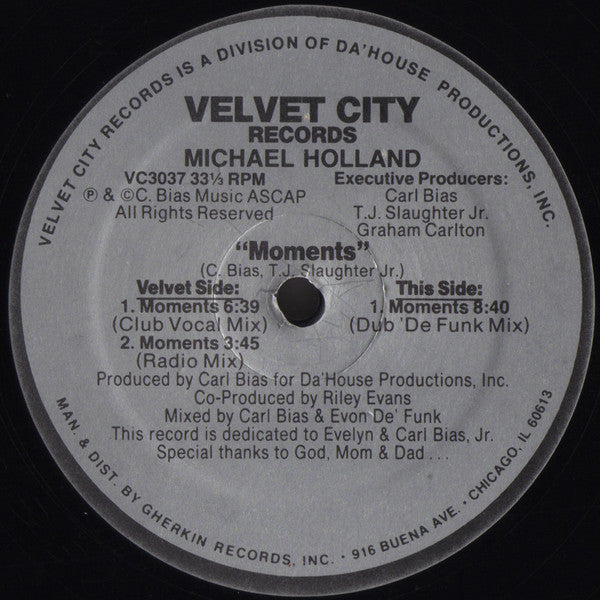 VELVET CITY RECORDS IS A DIVISION OF DA'HOUSE PRODUCTIONS, INC.
VELVET CITY
RECORDS
MICHAEL HOLLAND
VC3037 33⅓ RPM
℗ & ©C. Bias Music ASCAP
All Rights Reserved
Executive Producers:
Carl Bias
T.J. Slaughter Jr.
Graham Carlton
"Moments"
(C. Bias, T.J. Slaughter Jr.)
Velvet Side:
1. Moments 6:39
(Club Vocal Mix)
2. Moments 3:45
(Radio Mix)
This Side:
1. Moments 8:40
(Dub 'De Funk Mix)
Produced by Carl Bias for Da'House Productions, Inc.
Co-Produced by Riley Evans
Mixed by Carl Bias & Evon De' Funk
This record is dedicated to Evelyn & Carl Bias, Jr.
Special thanks to God, Mom & Dad . . .
MAN. & DIST. BY GHERKIN RECORDS, INC. • 916 BUENA AVE. • CHICAGO, IL 60613